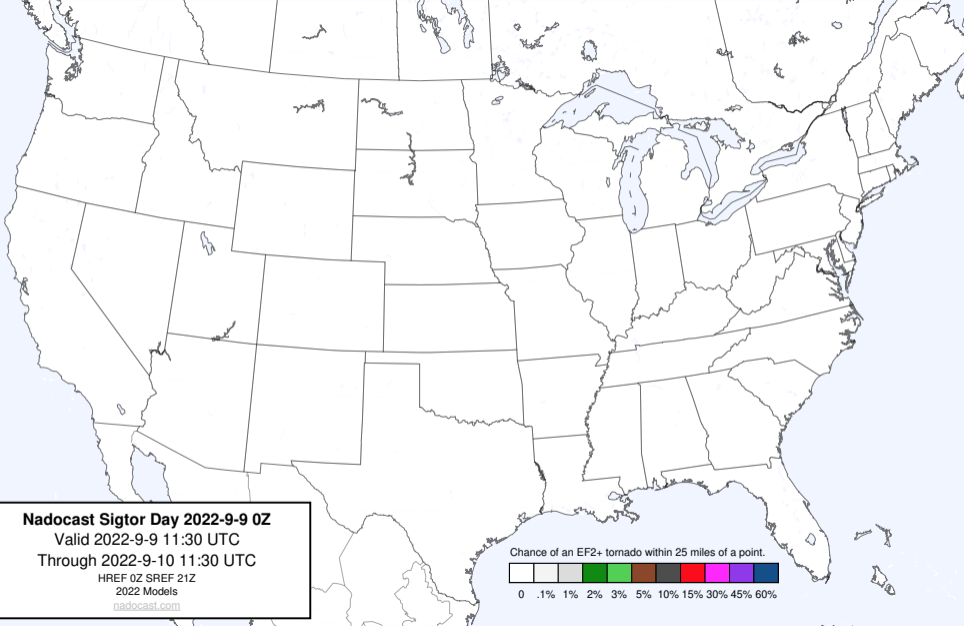 Nadocast Sigtor Day 2022-9-9 0Z
Valid 2022-9-9 11:30 UTC
Through 2022-9-10 11:30 UTC
HREF 0Z SREF 21Z
2022 Models
nadocast.com
Chance of an EF2+ tornado within 25 miles of a point.
0 .1% 1% 2% 3% 5% 10% 15% 30% 45% 60%